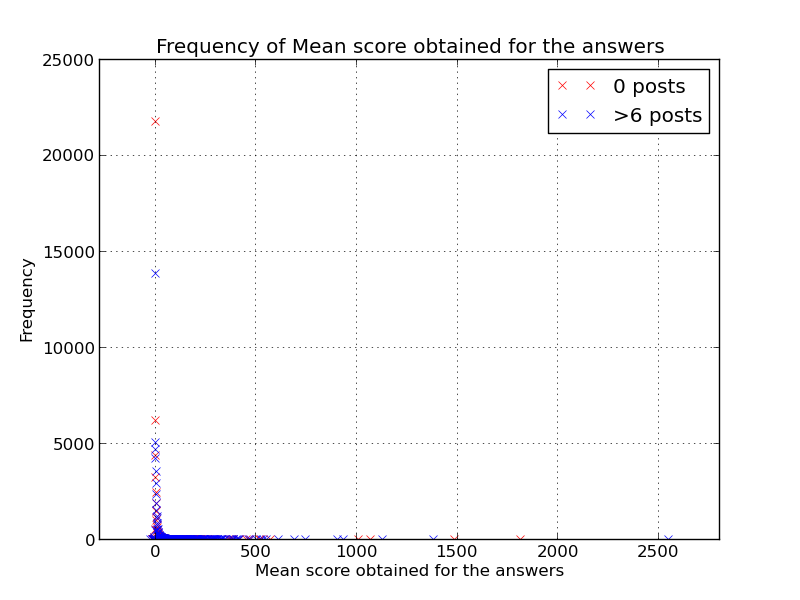 Frequency of Mean score obtained for the answers
25000
20000
15000
10000
5000
0
Frequency
0 posts
>6 posts
0 500 1000 1500 2000 2500
Mean score obtained for the answers